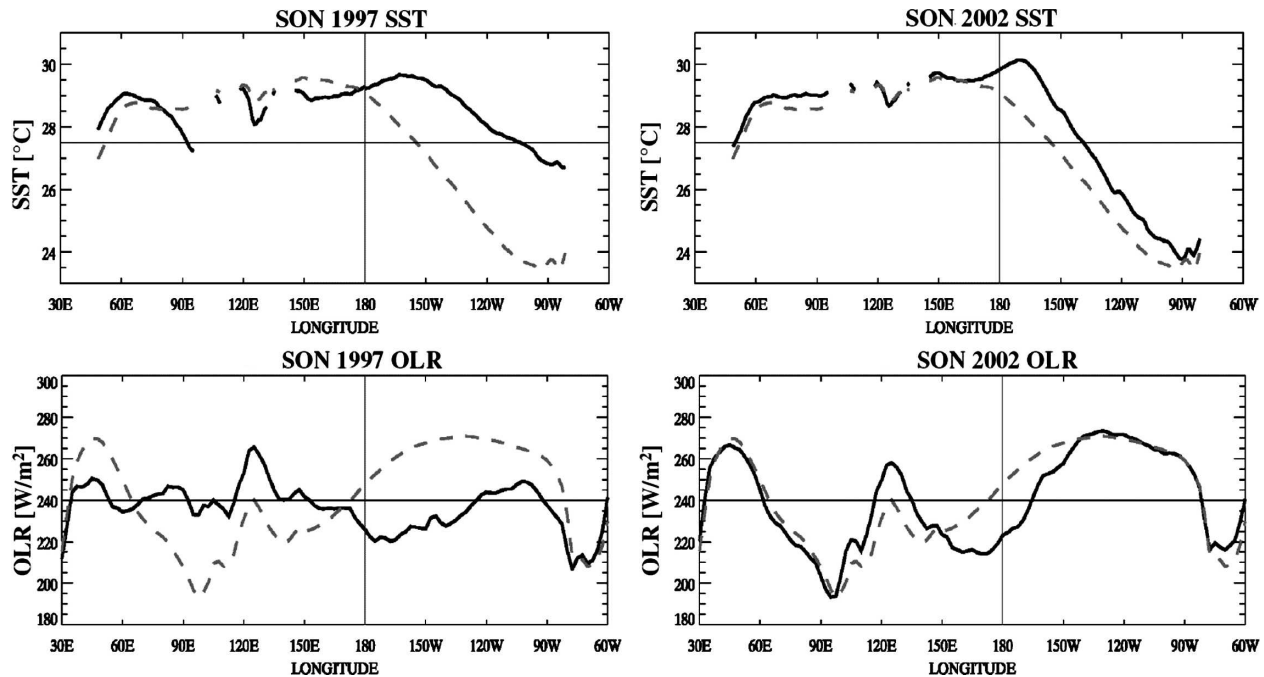 SON 1997 SST
SST [°C]
30
28
26
24
30E 60E 90E 120E 150E 180 150W 120W 90W 60W
LONGITUDE
SON 2002 SST
SST [°C]
30
28
26
24
30E 60E 90E 120E 150E 180 150W 120W 90W 60W
LONGITUDE
SON 1997 OLR
OLR [W/m²]
300
280
260
240
220
200
180
30E 60E 90E 120E 150E 180 150W 120W 90W 60W
LONGITUDE
SON 2002 OLR
OLR [W/m²]
300
280
260
240
220
200
180
30E 60E 90E 120E 150E 180 150W 120W 90W 60W
LONGITUDE